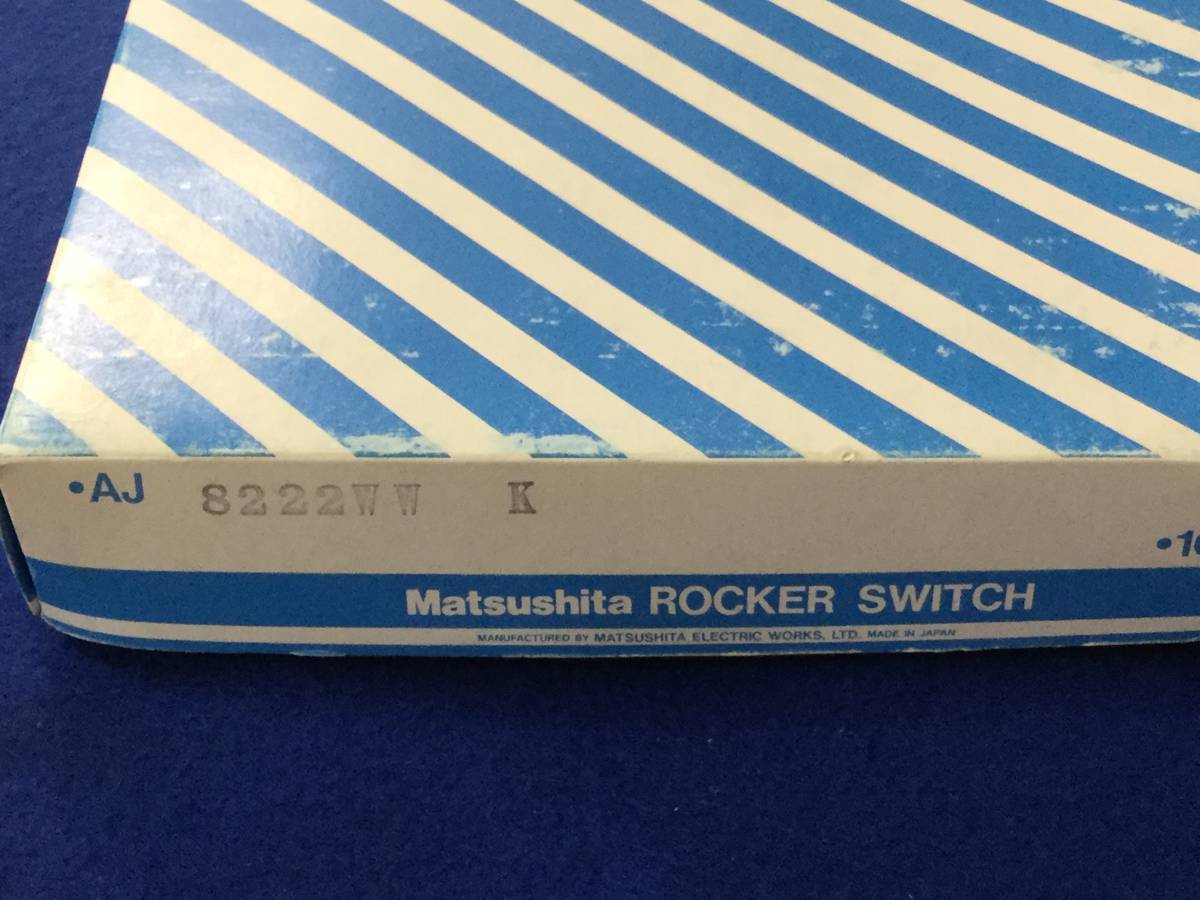 •AJ 8222WW K
Matsushita ROCKER SWITCH
MANUFACTURED BY MATSUSHITA ELECTRIC WORKS, LTD. MADE IN JAPAN